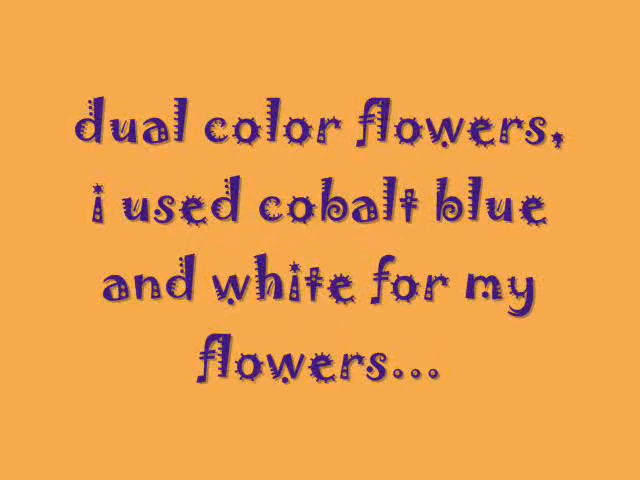 dual color flowers,
i used cobalt blue
and white for my
flowers...